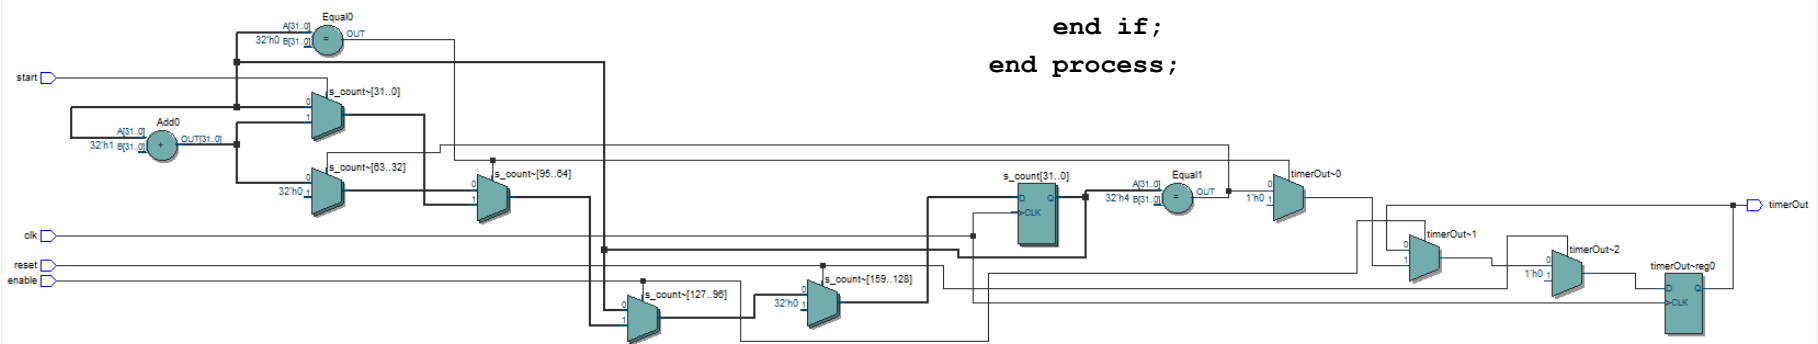 end if;
end process;
Equal0
A[31..0]
32'h0 B[31..0]
OUT
start
s_count~[31..0]
0
1
Add0
A[31..0]
32'h1 B[31..0]
OUT[31..0]
s_count~[63..32]
0
32'h0 1
s_count~[95..64]
0
1
s_count[31..0]
D Q
CLK
Equal1
A[31..0]
32'h4 B[31..0]
OUT
timerOut~0
0
1'h0 1
timerOut
clk
timerOut~1
0
1
timerOut~2
0
1'h0 1
reset
enable
timerOut~reg0
D Q
CLK
s_count~[159..128]
0
32'h0 1
s_count~[127..96]
0
1